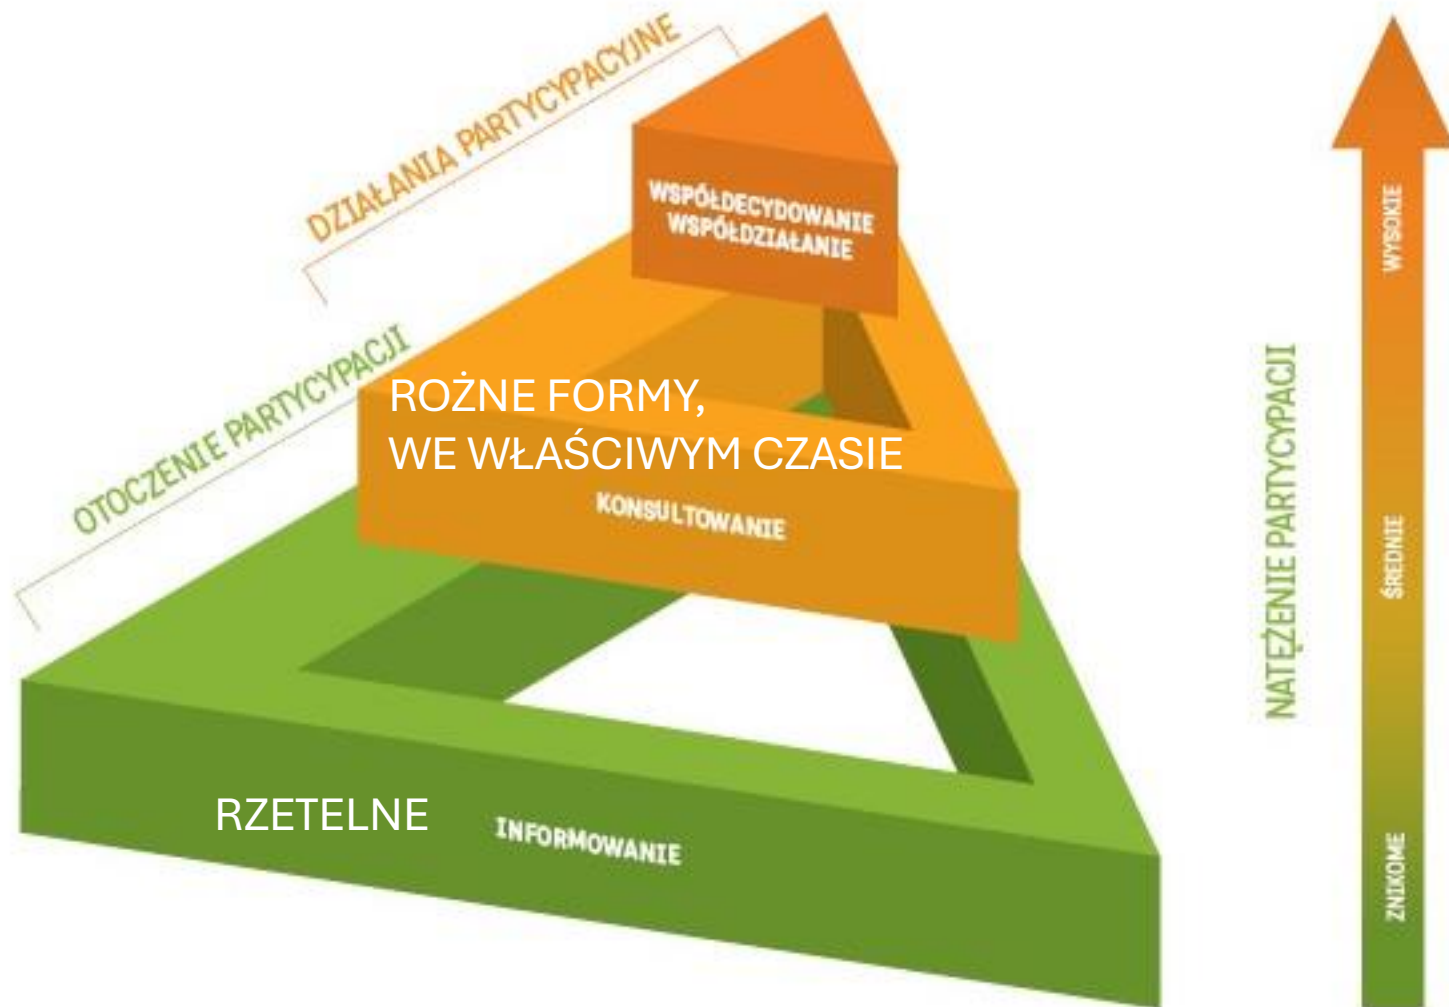 DZIAŁANIA PARTYCYPACYJNE
WSPÓŁDECYDOWANIE
WSPÓŁDZIAŁANIE
OTOCZENIE PARTYCYPACJI
ROŻNE FORMY,
WE WŁAŚCIWYM CZASIE
KONSULTOWANIE
RZETELNE INFORMOWANIE
NATĘŻENIE PARTYCYPACJI
WYSOKIE
ŚREDNIE
ZNIKOME